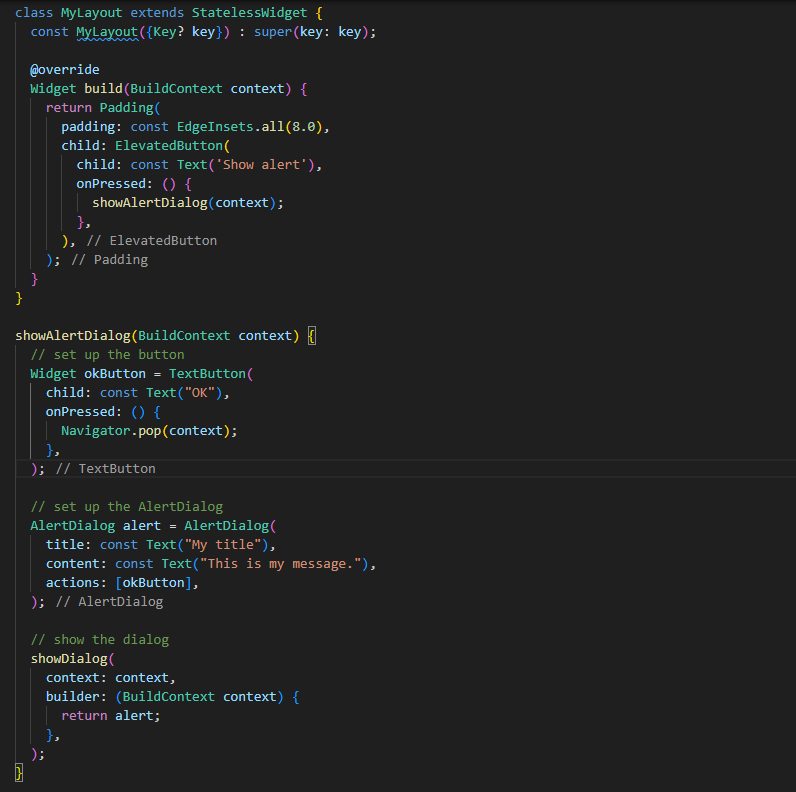 class MyLayout extends StatelessWidget {
  const MyLayout({Key? key}) : super(key: key);

  @override
  Widget build(BuildContext context) {
    return Padding(
      padding: const EdgeInsets.all(8.0),
      child: ElevatedButton(
        child: const Text('Show alert'),
        onPressed: () {
          showAlertDialog(context);
        },
      ), // ElevatedButton
    ); // Padding
  }
}

showAlertDialog(BuildContext context) {
  // set up the button
  Widget okButton = TextButton(
    child: const Text("OK"),
    onPressed: () {
      Navigator.pop(context);
    },
  ); // TextButton

  // set up the AlertDialog
  AlertDialog alert = AlertDialog(
    title: const Text("My title"),
    content: const Text("This is my message."),
    actions: [okButton],
  ); // AlertDialog

  // show the dialog
  showDialog(
    context: context,
    builder: (BuildContext context) {
      return alert;
    },
  );
}